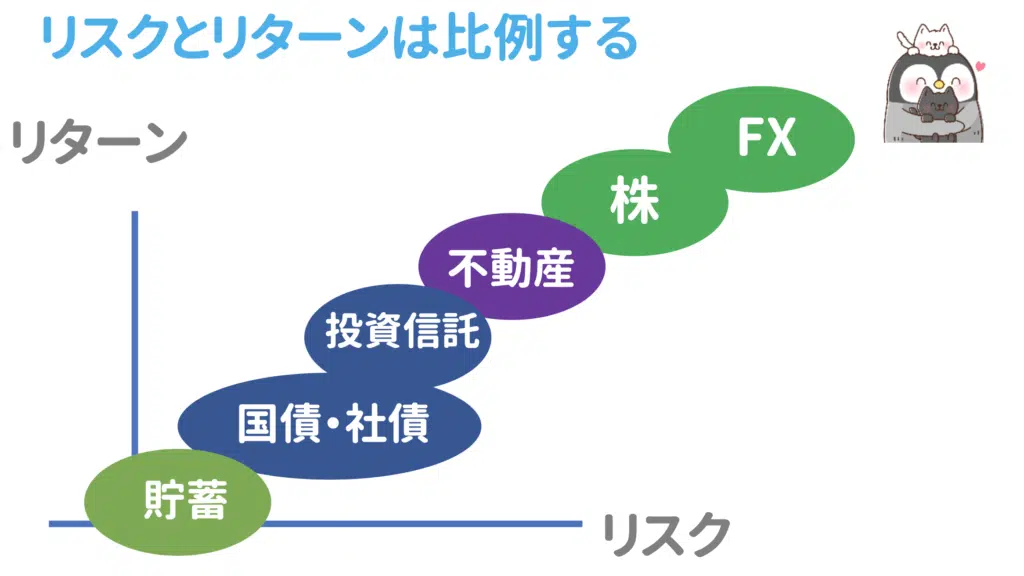 リスクとリターンは比例する
リターン
FX
株
不動産
投資信託
国債・社債
貯蓄
リスク